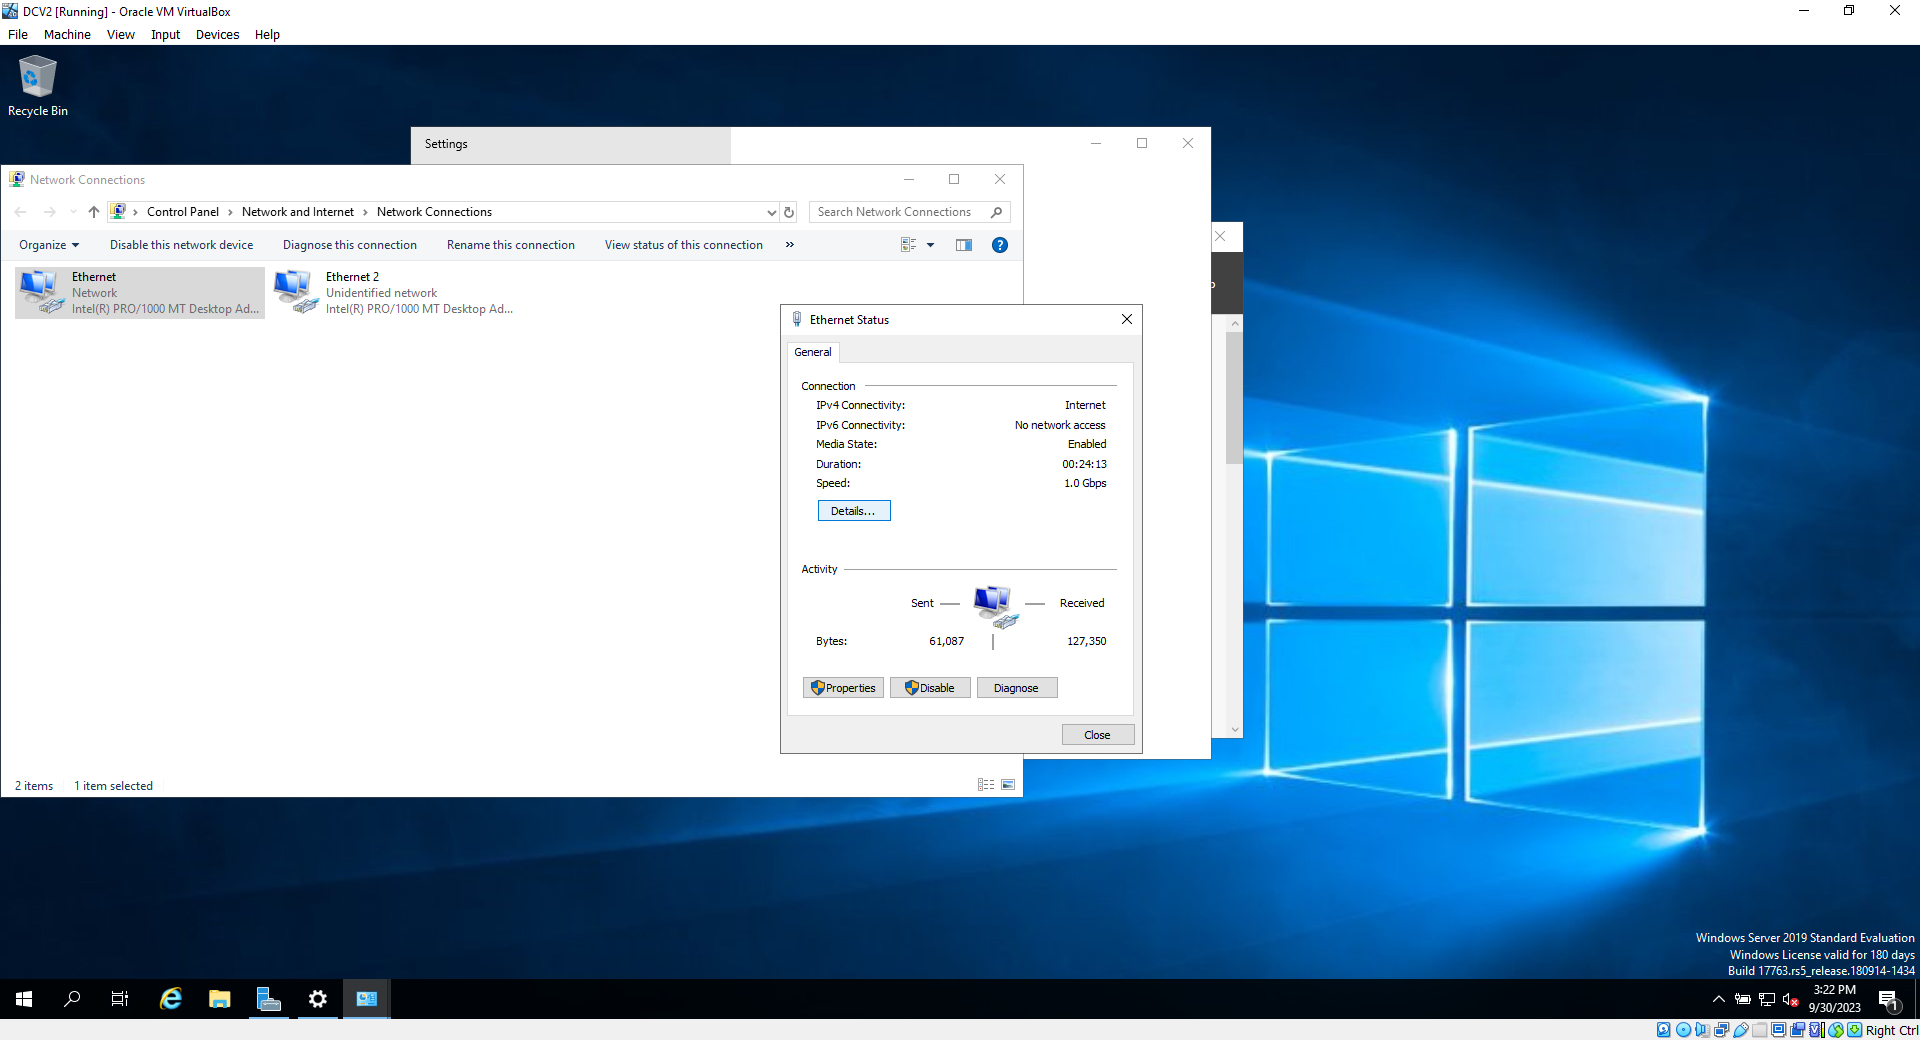 DCV2 [Running] - Oracle VM VirtualBox
File Machine View Input Devices Help
Recycle Bin
Settings
Network Connections
Control Panel > Network and Internet > Network Connections
Search Network Connections
Organize Disable this network device Diagnose this connection Rename this connection View status of this connection »
Ethernet
Network
Intel(R) PRO/1000 MT Desktop Ad...
Ethernet 2
Unidentified network
Intel(R) PRO/1000 MT Desktop Ad...
Ethernet Status
General
Connection
IPv4 Connectivity: Internet
IPv6 Connectivity: No network access
Media State: Enabled
Duration: 00:24:13
Speed: 1.0 Gbps
Details...
Activity
Sent Received
Bytes: 61,087 127,350
Properties Disable Diagnose
Close
2 items 1 item selected
Windows Server 2019 Standard Evaluation
Windows License valid for 180 days
Build 17763.rs5_release.180914-1434
3:22 PM
9/30/2023
1
Right Ctrl